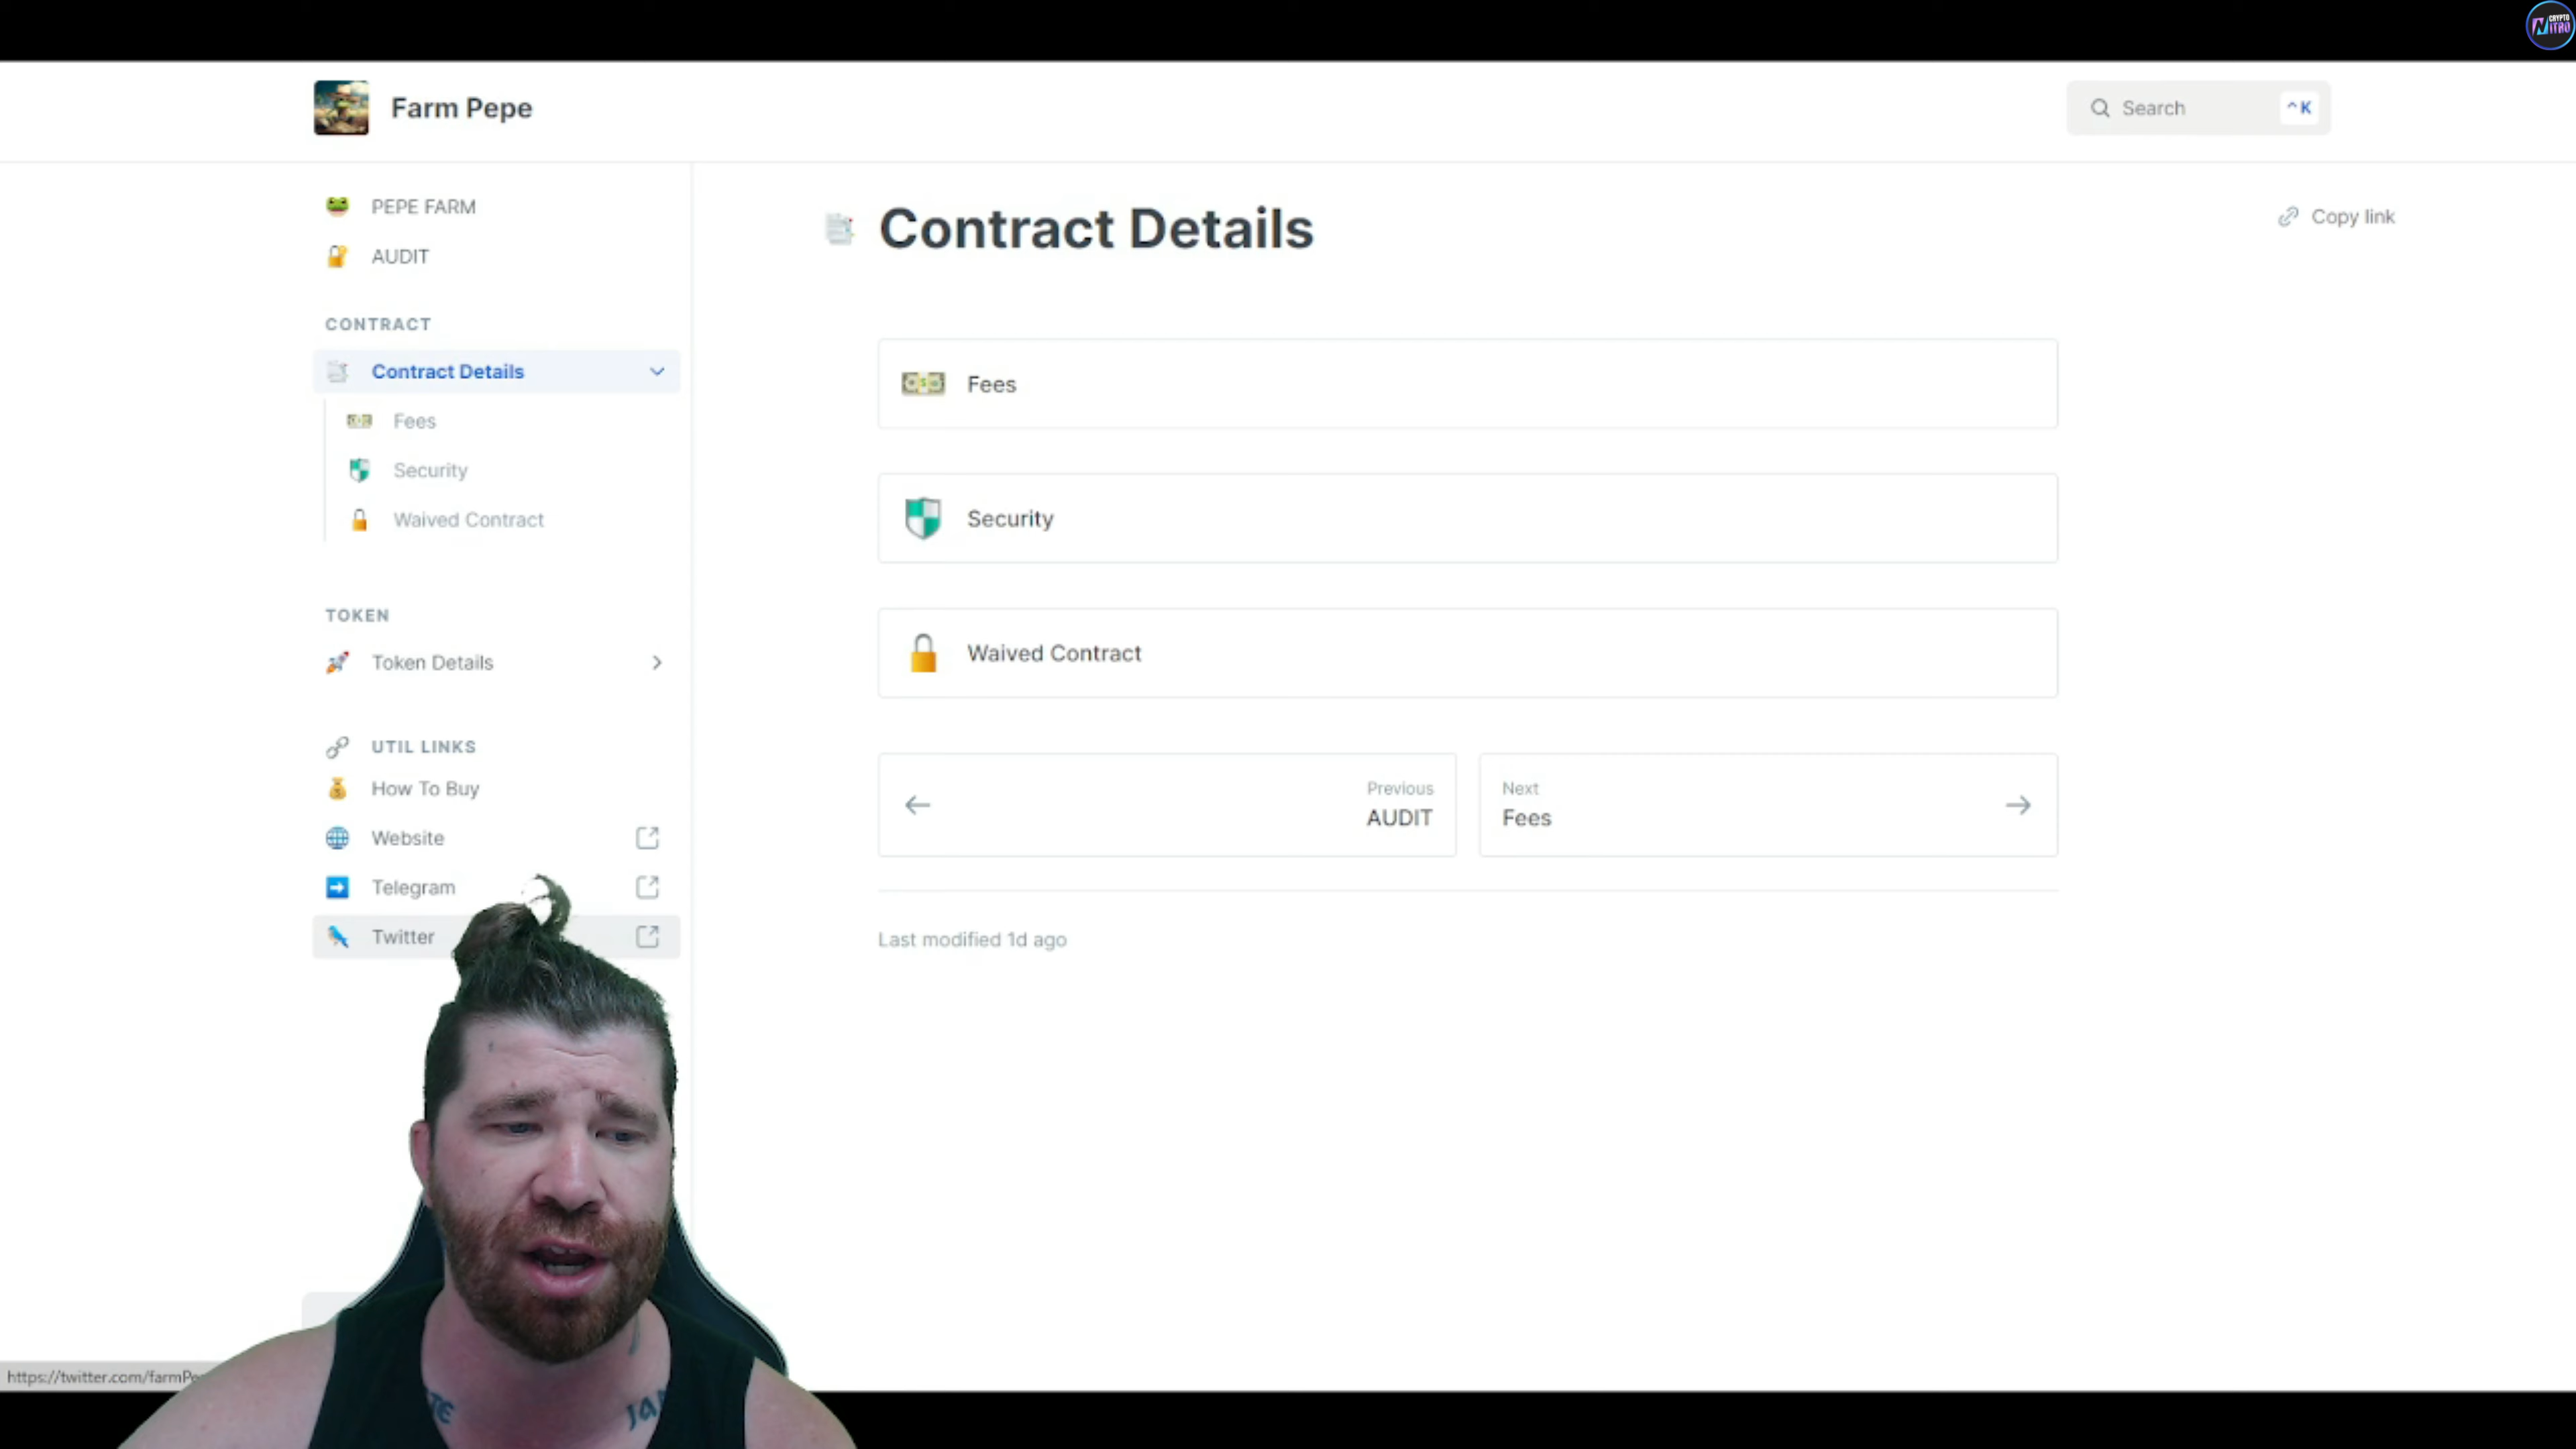 CRYPTO
NITRO
Farm Pepe
Search
^K
PEPE FARM
AUDIT
CONTRACT
Contract Details
Fees
Security
Waived Contract
TOKEN
Token Details
UTIL LINKS
How To Buy
Website
Telegram
Twitter
Contract Details
Copy link
Fees
Security
Waived Contract
Previous
AUDIT
Next
Fees
Last modified 1d ago
https://twitter.com/farmPe